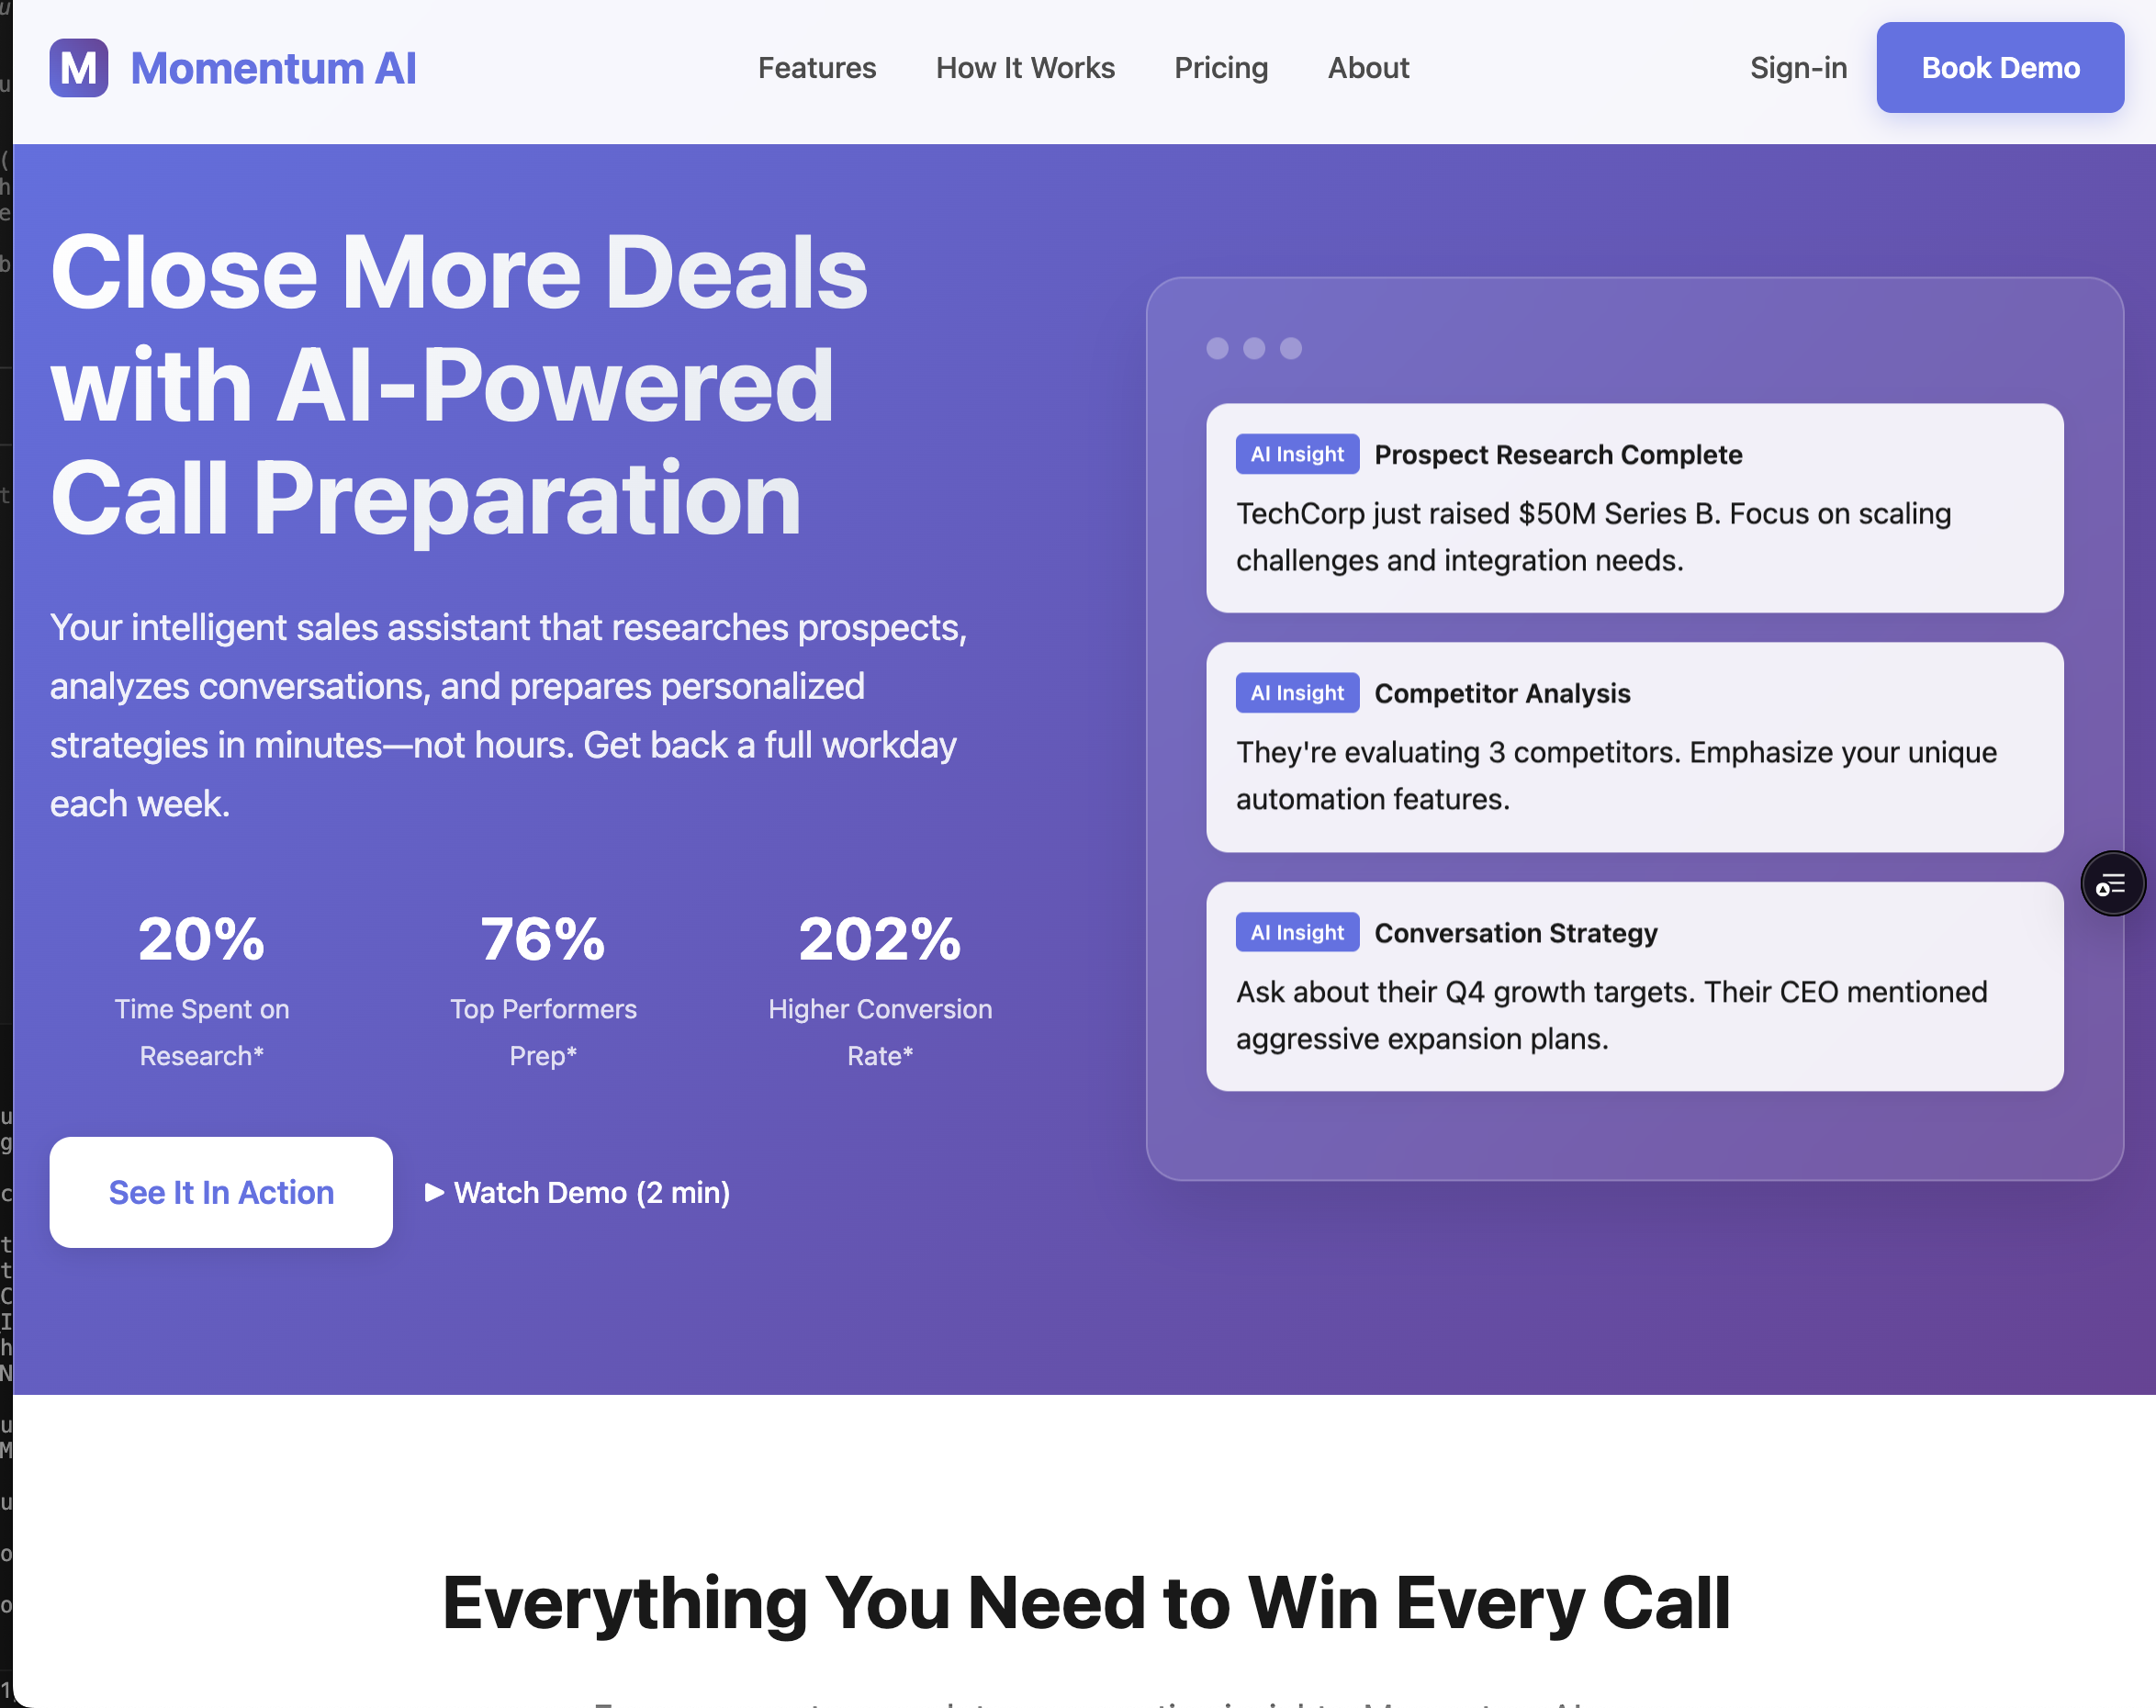 M Momentum AI
Features How It Works Pricing About
Sign-in Book Demo
Close More Deals
with AI-Powered
Call Preparation
Your intelligent sales assistant that researches prospects,
analyzes conversations, and prepares personalized
strategies in minutes—not hours. Get back a full workday
each week.
20%
Time Spent on
Research*
76%
Top Performers
Prep*
202%
Higher Conversion
Rate*
See It In Action
▶ Watch Demo (2 min)
AI Insight Prospect Research Complete
TechCorp just raised $50M Series B. Focus on scaling
challenges and integration needs.
AI Insight Competitor Analysis
They're evaluating 3 competitors. Emphasize your unique
automation features.
AI Insight Conversation Strategy
Ask about their Q4 growth targets. Their CEO mentioned
aggressive expansion plans.
Everything You Need to Win Every Call